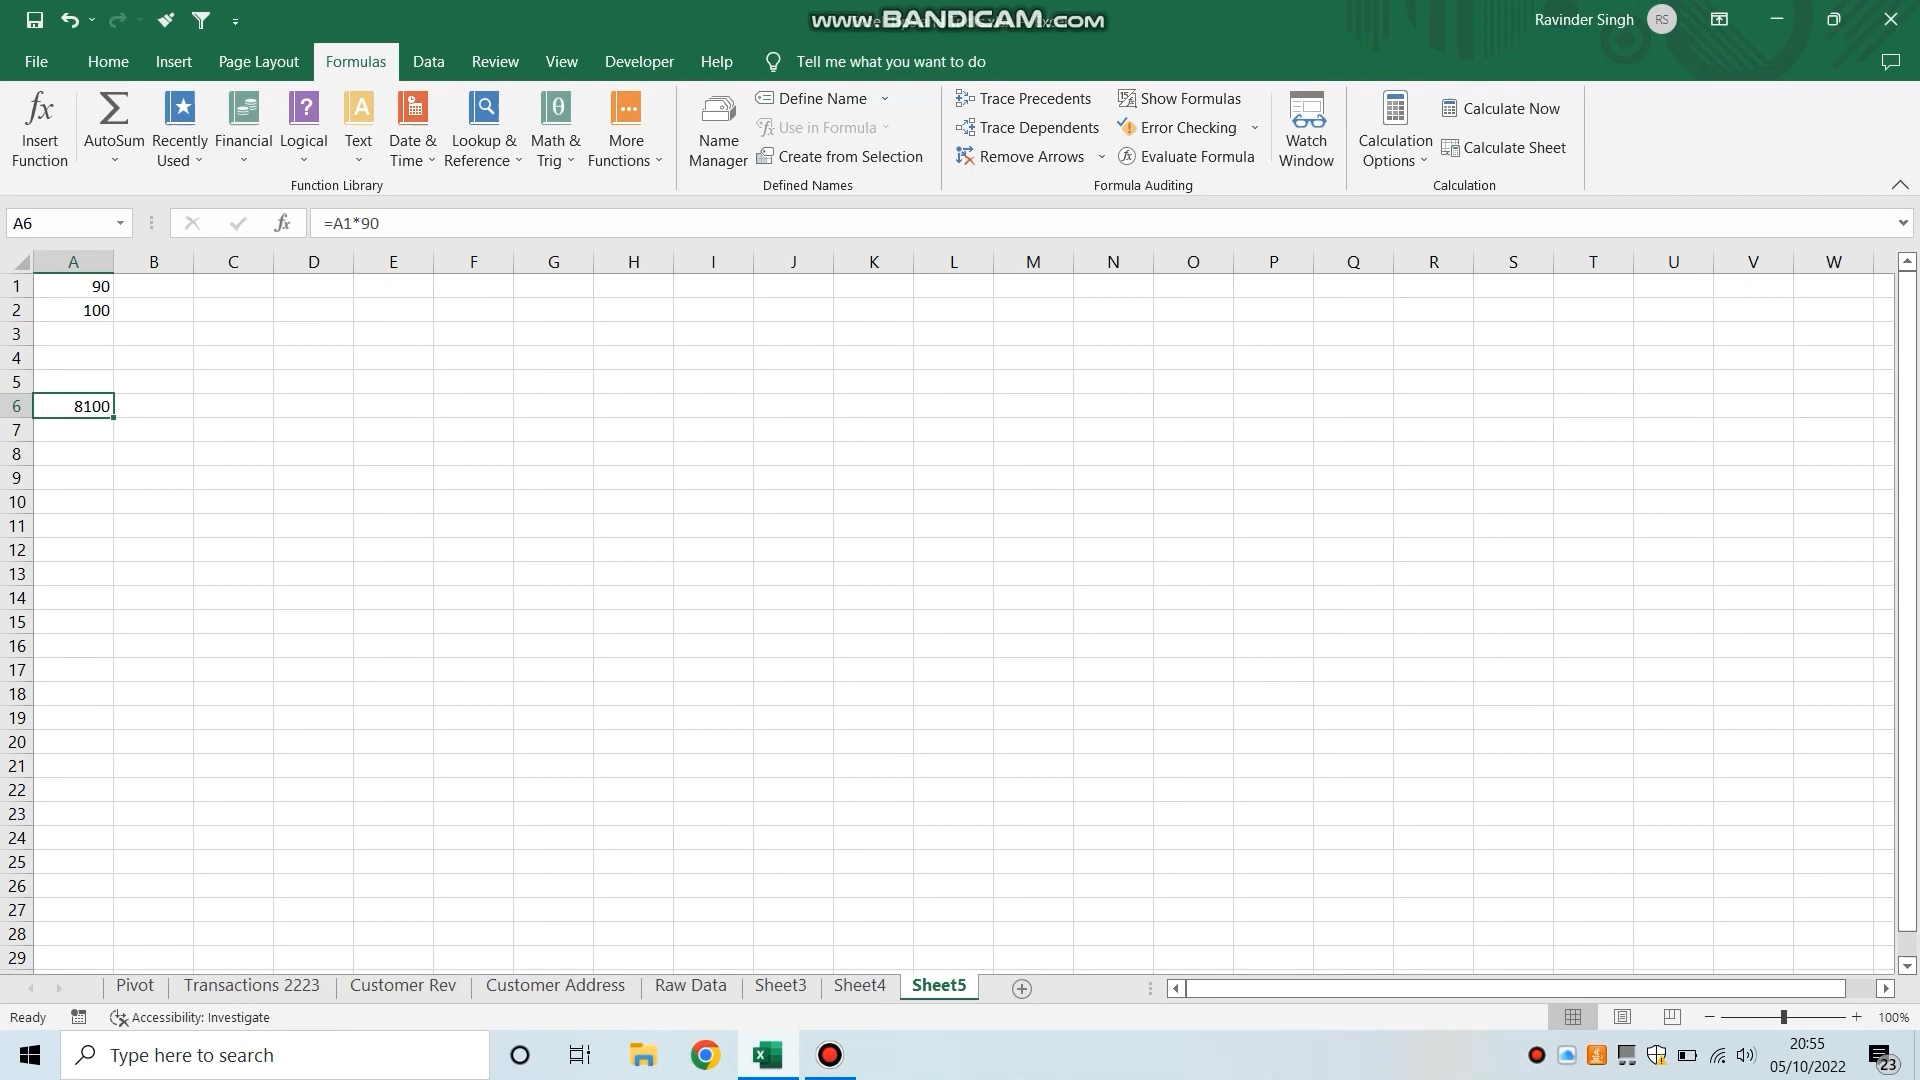 www.BANDICAM.com
Ravinder Singh RS
File Home Insert Page Layout Formulas Data Review View Developer Help Tell me what you want to do
fx Insert Function
AutoSum
Recently Used
Financial
Logical
Text
Date & Time
Lookup & Reference
Math & Trig
More Functions
Function Library
Name Manager
Define Name
Use in Formula
Create from Selection
Defined Names
Trace Precedents
Trace Dependents
Remove Arrows
Show Formulas
Error Checking
Evaluate Formula
Watch Window
Formula Auditing
Calculation Options
Calculate Now
Calculate Sheet
Calculation
A6 fx =A1*90
A B C D E F G H I J K L M N O P Q R S T U V W
1 90
2 100
3
4
5
6 8100
7
8
9
10
11
12
13
14
15
16
17
18
19
20
21
22
23
24
25
26
27
28
29
Pivot Transactions 2223 Customer Rev Customer Address Raw Data Sheet3 Sheet4 Sheet5
Ready Accessibility: Investigate 100%
Type here to search
20:55
05/10/2022
23